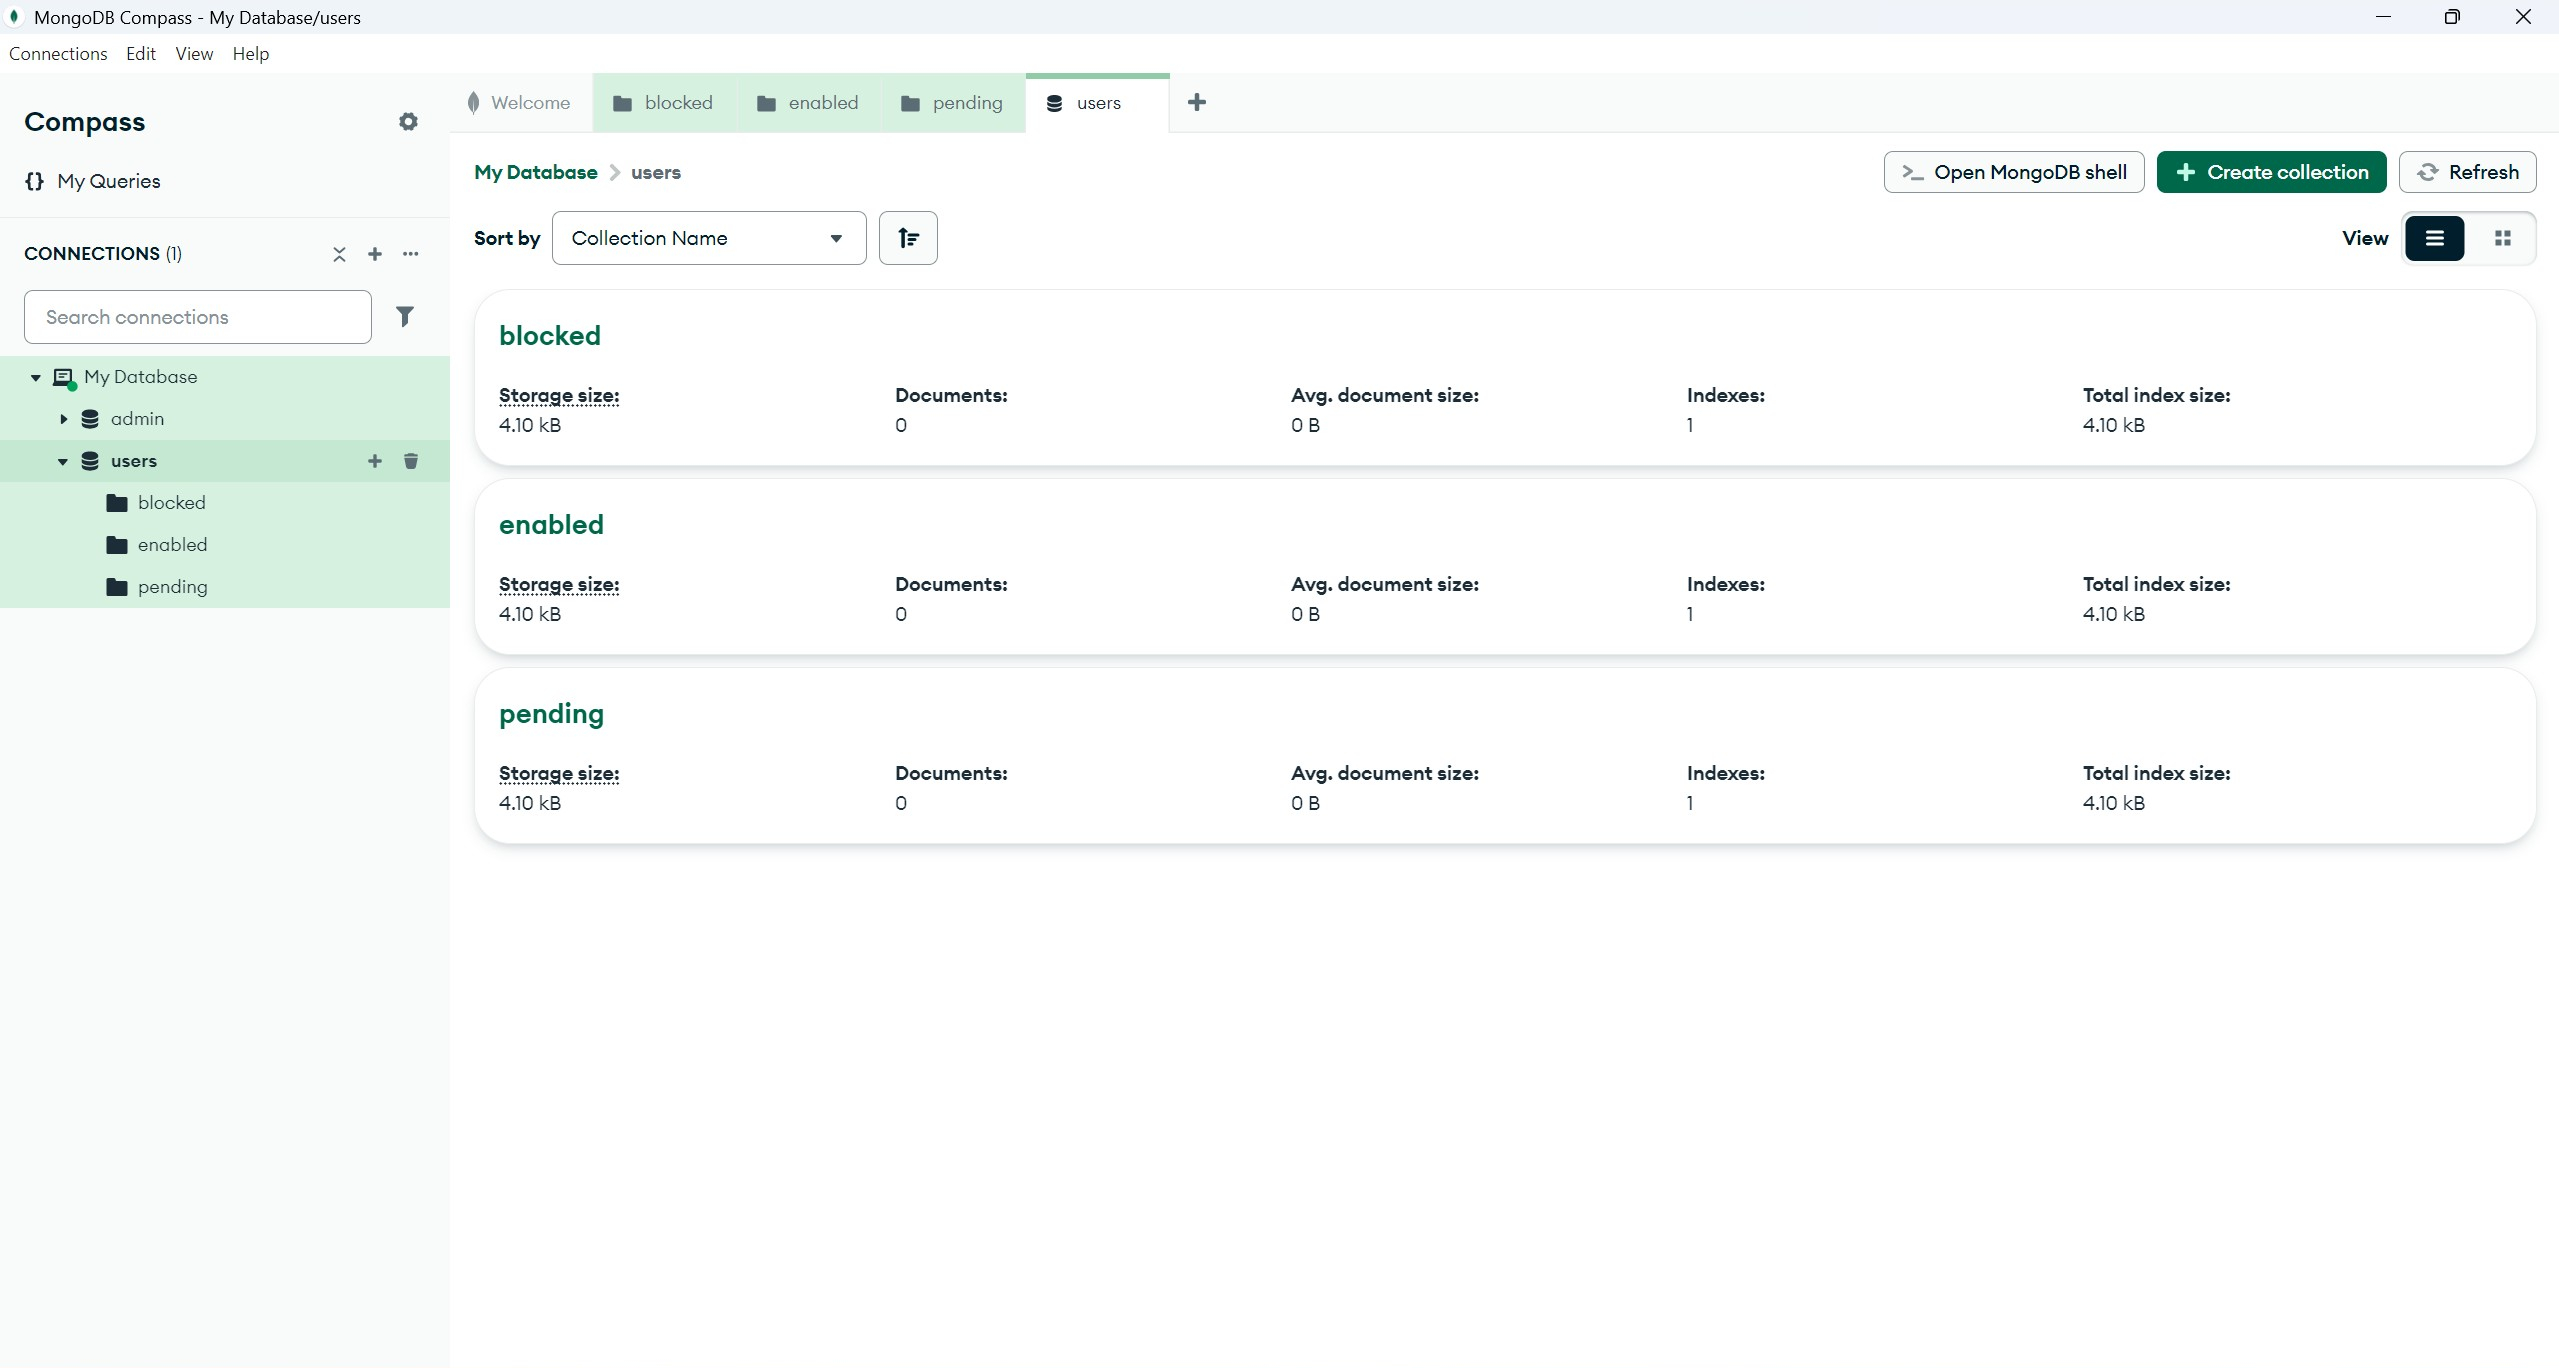 MongoDB Compass - My Database/users
Connections Edit View Help
Compass
My Queries
CONNECTIONS (1)
Search connections
My Database
admin
users
blocked
enabled
pending
Welcome blocked enabled pending users
My Database users
Open MongoDB shell Create collection Refresh
Sort by Collection Name View
blocked
Storage size: Documents: Avg. document size: Indexes: Total index size:
4.10 kB 0 0 B 1 4.10 kB
enabled
Storage size: Documents: Avg. document size: Indexes: Total index size:
4.10 kB 0 0 B 1 4.10 kB
pending
Storage size: Documents: Avg. document size: Indexes: Total index size:
4.10 kB 0 0 B 1 4.10 kB